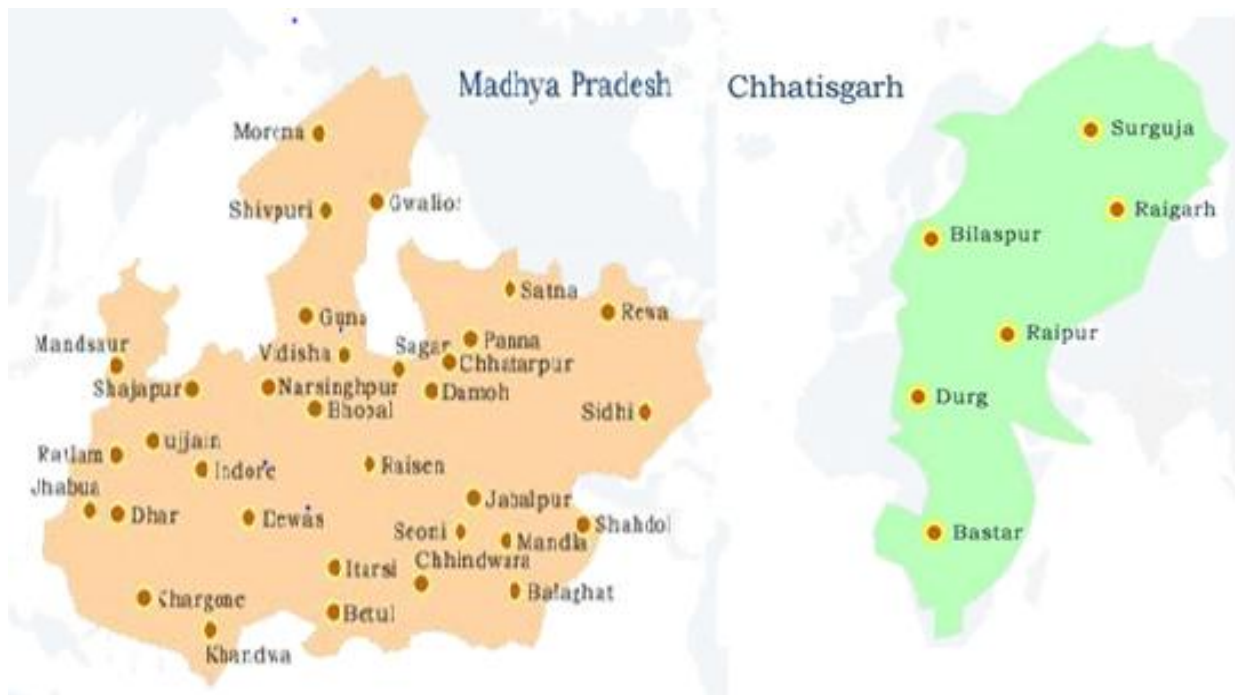 Madhya Pradesh
Chhatisgarh
Morena
Shivpuri
Gwalior
Satna
Rewa
Guna
Mandsaur
Vidisha
Sagar
Panna
Chhatarpur
Shajapur
Narsinghpur
Damoh
Bhopal
Sidhi
Ratlam
ujjain
Indore
Raisen
Jhabua
Dhar
Dewas
Jabalpur
Seoni
Mandla
Shahdol
Itarsi
Chhindwara
Balaghat
Khargone
Betul
Khandwa
Surguja
Raigarh
Bilaspur
Raipur
Durg
Bastar